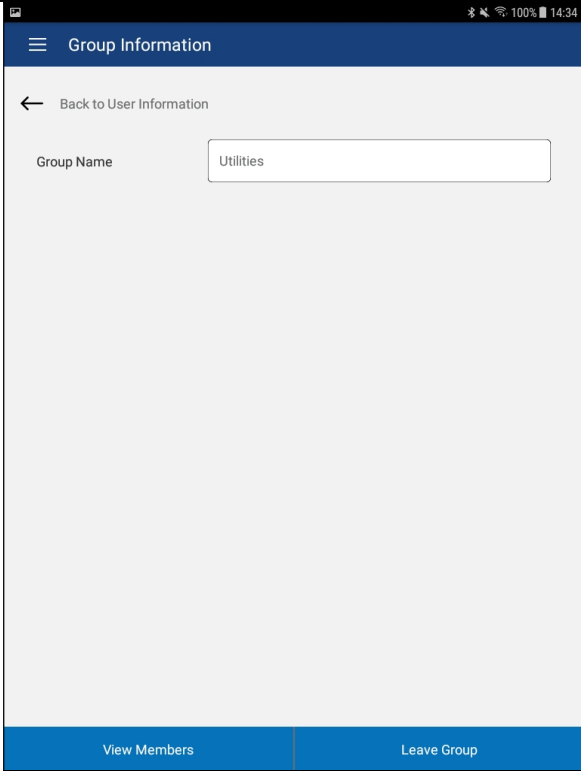 100% 14:34
Group Information
Back to User Information
Group Name Utilities
View Members Leave Group